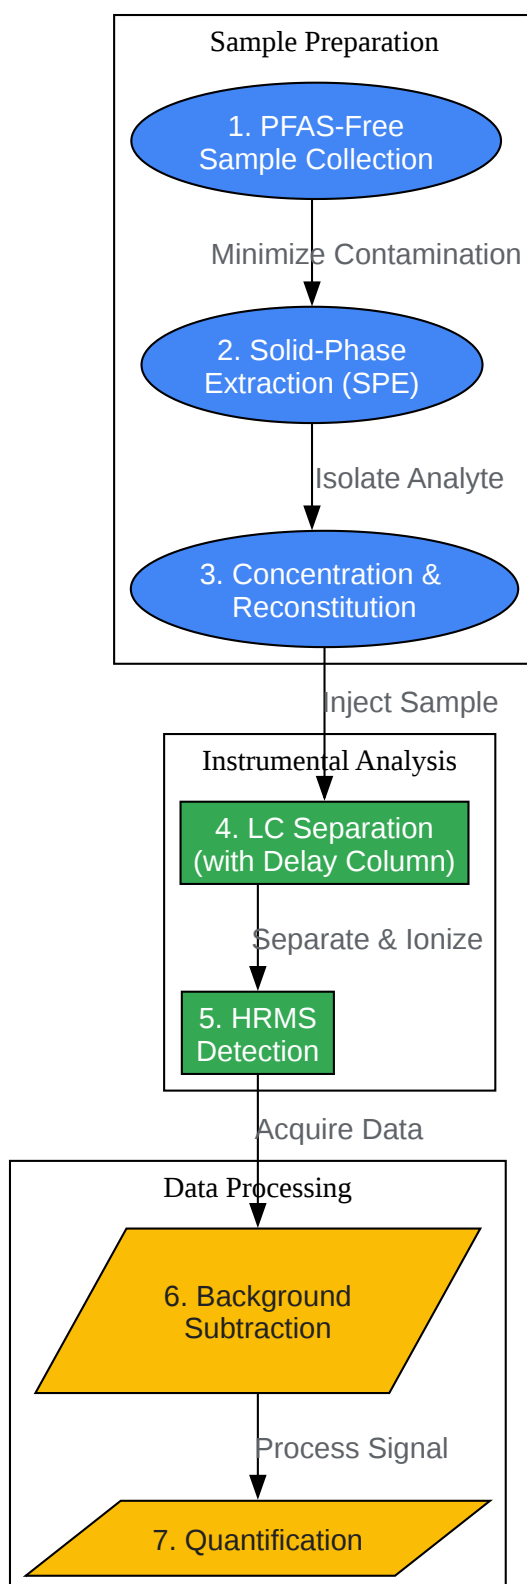 Sample Preparation
1. PFAS-Free
Sample Collection
Minimize Contamination
2. Solid-Phase
Extraction (SPE)
Isolate Analyte
3. Concentration &
Reconstitution
Inject Sample
Instrumental Analysis
4. LC Separation
(with Delay Column)
Separate & Ionize
5. HRMS
Detection
Acquire Data
Data Processing
6. Background
Subtraction
Process Signal
7. Quantification